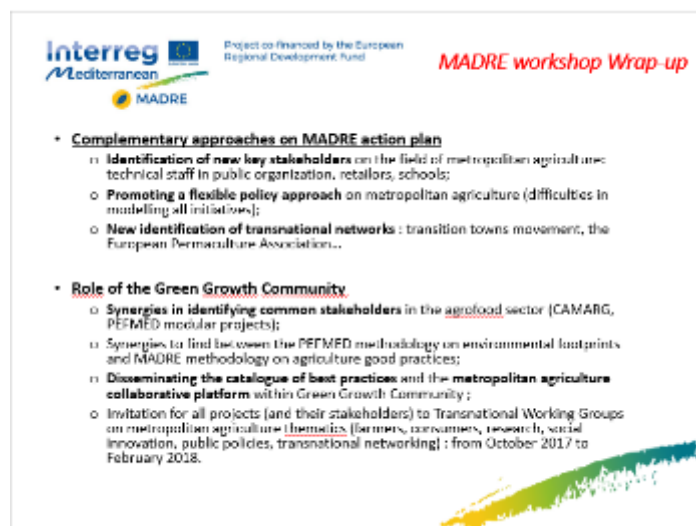 Interreg
Mediterranean
MADRE
Project co-financed by the European
Regional Development Fund
MADRE workshop Wrap-up
• Complementary approaches on MADRE action plan
o Identification of new key stakeholders on the field of metropolitan agriculture:
technical staff in public organization, retailors, schools;
o Promoting a flexible policy approach on metropolitan agriculture (difficulties in
modelling all initiatives);
o New identification of transnational networks : transition towns movement, the
European Permaculture Association...
• Role of the Green Growth Community
o Synergies in identifying common stakeholders in the agrofood sector (CAMARG,
PEFMED modular projects);
o Synergies to find between the PEFMED methodology on environmental footprints
and MADRE methodology on agriculture good practices;
o Disseminating the catalogue of best practices and the metropolitan agriculture
collaborative platform within Green Growth Community ;
o Invitation for all projects (and their stakeholders) to Transnational Working Groups
on metropolitan agriculture thematics (farmers, consumers, research, social
innovation, public policies, transnational networking) : from October 2017 to
February 2018.